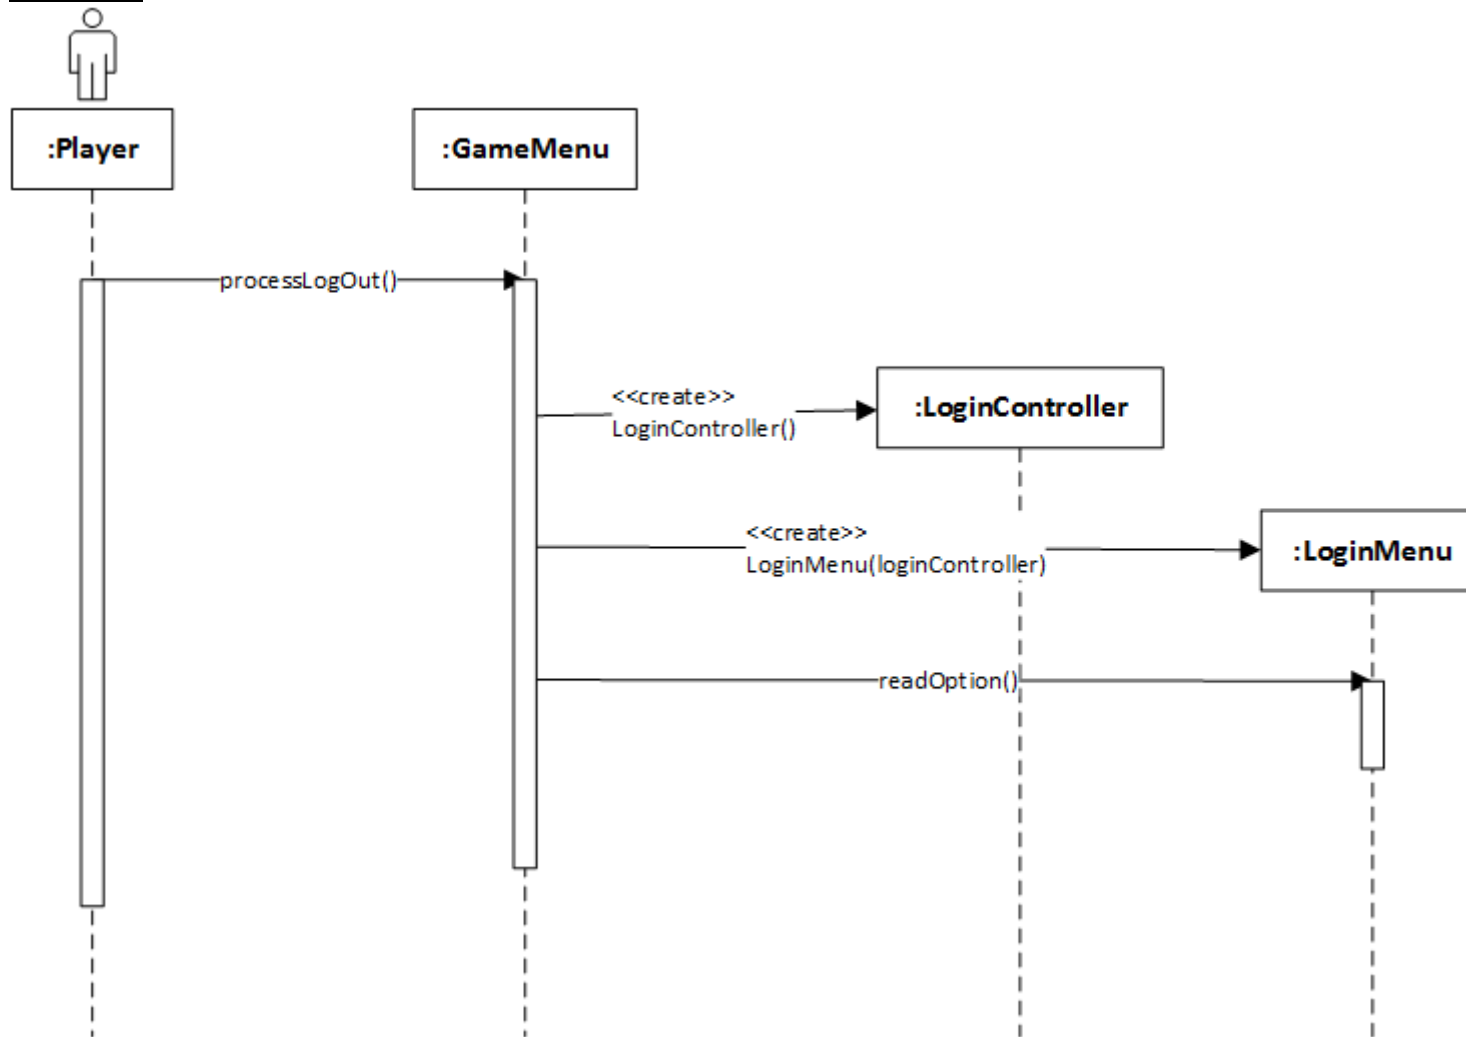 :Player
:GameMenu
processLogOut()
<<create>>
LoginController()
:LoginController
<<create>>
LoginMenu(loginController)
:LoginMenu
readOption()